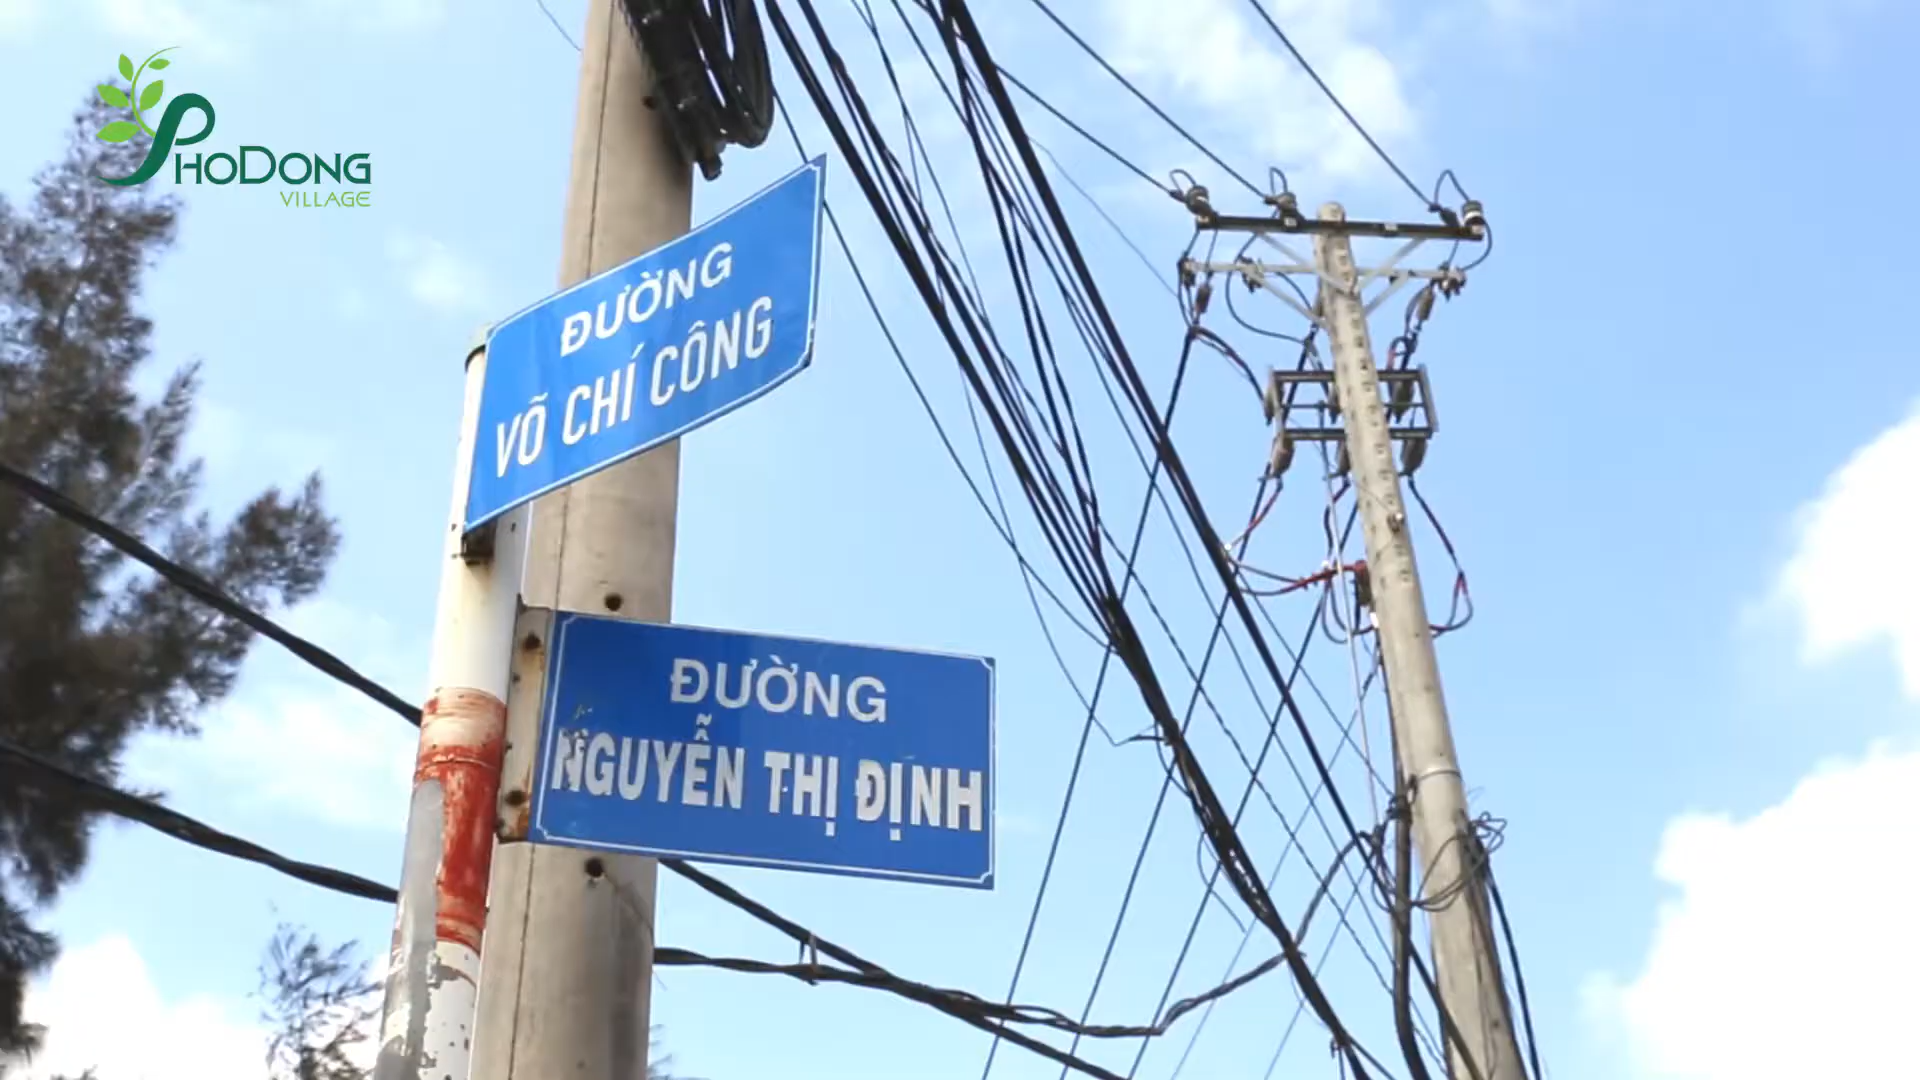 PHODONG
VILLAGE
ĐƯỜNG
VÕ CHÍ CÔNG
ĐƯỜNG
NGUYỄN THỊ ĐỊNH